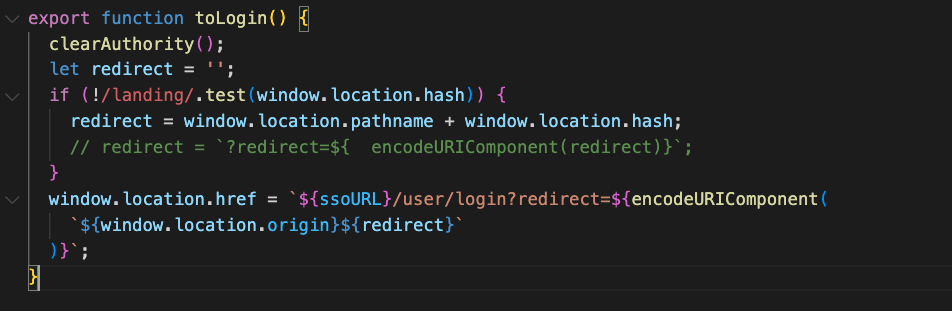 export function toLogin() {
  clearAuthority();
  let redirect = '';
  if (!/landing/.test(window.location.hash)) {
    redirect = window.location.pathname + window.location.hash;
    // redirect = `?redirect=${  encodeURIComponent(redirect)}`;
  }
  window.location.href = `${ssoURL}/user/login?redirect=${encodeURIComponent(
    `${window.location.origin}${redirect}`
  )}`;
}